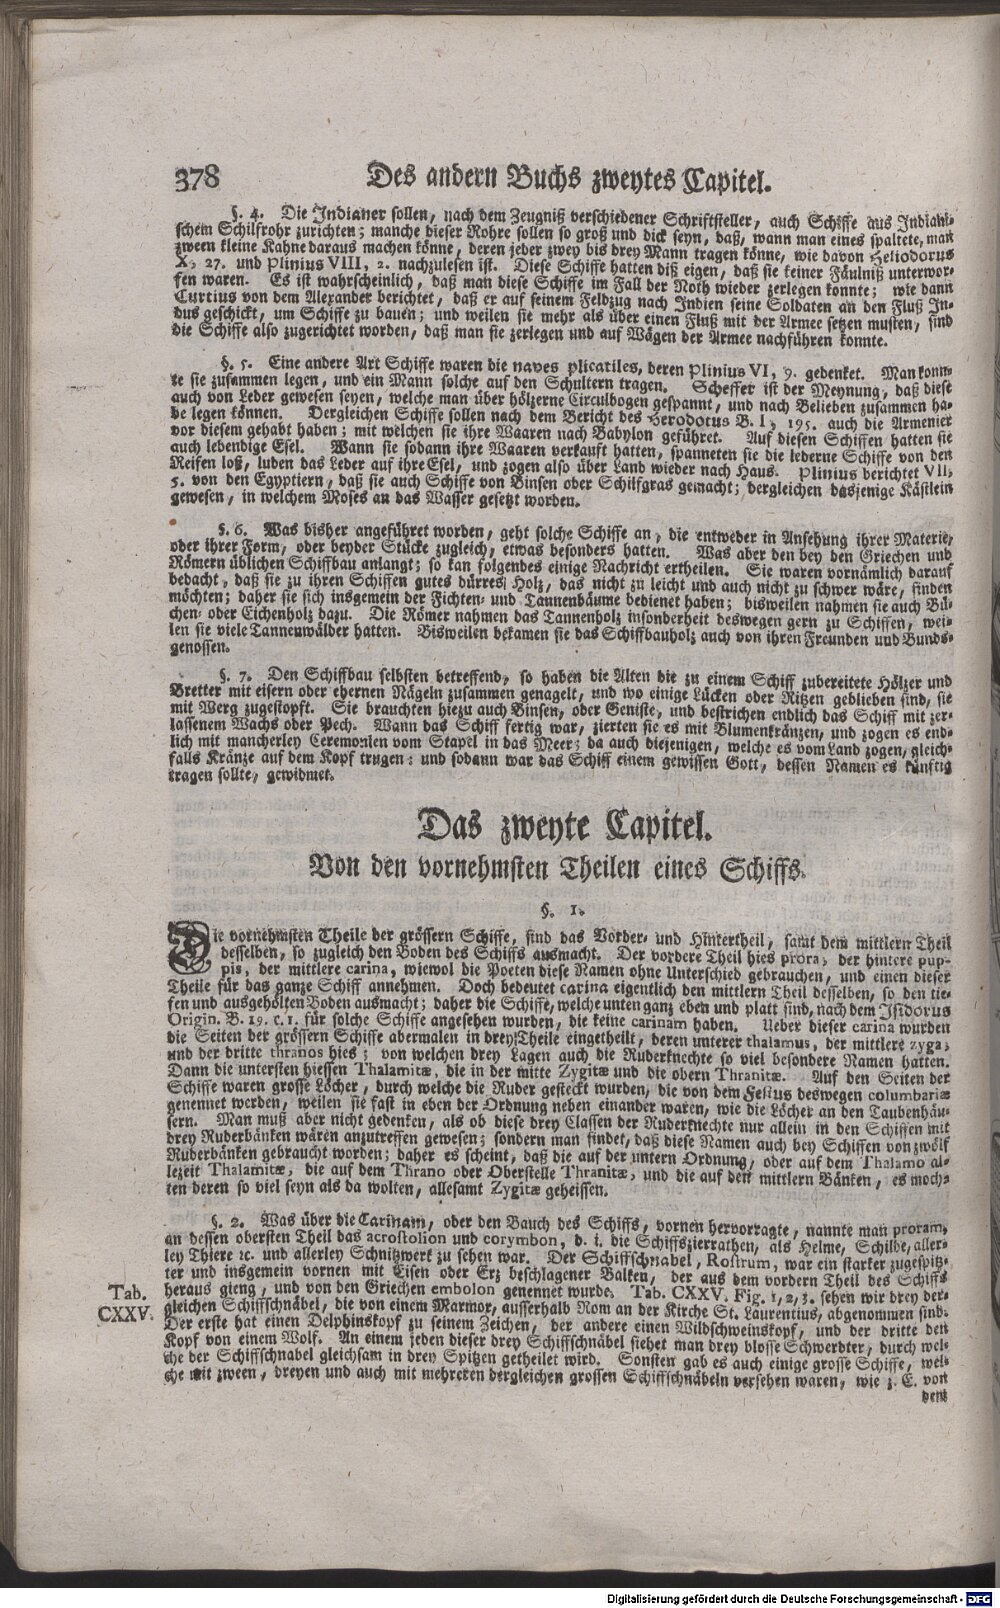 378 Des andern Buchs zweytes Capitel.
§. 4. Die Indianer sollen, nach dem Zeugniß verschiedener Schriftsteller, auch Schiffe aus Indiani-
schem Schilfrohr zurichten; manche dieser Rohre sollen so groß und dick seyn, daß, wann man eines spaltete, man
zween kleine Kahne daraus machen könne, deren jeder zwey bis drey Mann tragen könne, wie davon Heliodorus
X, 27. und Plinius VIII, 2. nachzulesen ist. Diese Schiffe hatten diß eigen, daß sie keiner Fäulniß unterwor-
fen waren. Es ist wahrscheinlich, daß man diese Schiffe im Fall der Noth wieder zerlegen konnte; wie dann
Curtius von dem Alexander berichtet, daß er auf seinem Feldzug nach Indien seine Soldaten an den Fluß In-
dus geschickt, um Schiffe zu bauen; und weilen sie mehr als über einen Fluß mit der Armee setzen musten, sind
die Schiffe also zugerichtet worden, daß man sie zerlegen und auf Wägen der Armee nachführen konnte.
§. 5. Eine andere Art Schiffe waren die naves plicatiles, deren Plinius VI, 9. gedenket. Man konn-
te sie zusammen legen, und ein Mann solche auf den Schultern tragen. Scheffer ist der Meynung, daß diese
auch von Leder gewesen seyen, welche man über hölzerne Circulbogen gespannt, und nach Belieben zusammen ha-
be legen können. Dergleichen Schiffe sollen nach dem Bericht des Herodotus B. I, 195. auch die Armenier
vor diesem gehabt haben; mit welchen sie ihre Waaren nach Babylon geführet. Auf diesen Schiffen hatten sie
auch lebendige Esel. Wann sie sodann ihre Waaren verkauft hatten, spanneten sie die lederne Schiffe von den
Reifen loß, luden das Leder auf ihre Esel, und zogen also über Land wieder nach Haus. Plinius berichtet VII,
5. von den Egyptiern, daß sie auch Schiffe von Binsen oder Schilfgras gemacht; dergleichen dasjenige Kästlein
gewesen, in welchem Moses an das Wasser gesetzt worden.
§. 6. Was bisher angeführet worden, geht solche Schiffe an, die entweder in Ansehung ihrer Materie,
oder ihrer Form, oder beyder Stücke zugleich, etwas besonders hatten. Was aber den bey den Griechen und
Römern üblichen Schiffbau anlangt; so kan folgendes einige Nachricht ertheilen. Sie waren vornämlich darauf
bedacht, daß sie zu ihren Schiffen gutes dürres Holz, das nicht zu leicht und auch nicht zu schwer wäre, finden
möchten; daher sie sich insgemein der Fichten- und Tannenbäume bedienet haben; bisweilen nahmen sie auch Bü-
chen- oder Eichenholz dazu. Die Römer nahmen das Tannenholz insonderheit deswegen gern zu Schiffen, wei-
len sie viele Tannenwälder hatten. Bisweilen bekamen sie das Schiffbauholz auch von ihren Freunden und Bunds-
genossen.
§. 7. Den Schiffbau selbsten betreffend, so haben die Alten die zu einem Schiff zubereitete Hölzer und
Bretter mit eisern oder ehernen Nägeln zusammen genagelt, und wo einige Lücken oder Ritzen geblieben sind, sie
mit Werg zugestopft. Sie brauchten hiezu auch Binsen, oder Geniste, und bestrichen endlich das Schiff mit zer-
lassenem Wachs oder Pech. Wann das Schiff fertig war, zierten sie es mit Blumenkränzen, und zogen es end-
lich mit mancherley Ceremonien vom Stapel in das Meer; da auch diejenigen, welche es vom Land zogen, gleich-
falls Kränze auf dem Kopf trugen: und sodann war das Schiff einem gewissen Gott, dessen Namen es künftig
tragen sollte, gewidmet.
Das zweyte Capitel.
Von den vornehmsten Theilen eines Schiffs.
§. 1.
Die vornehmsten Theile der grössern Schiffe, sind das Vorder- und Hintertheil, samt dem mittlern Theil
desselben, so zugleich den Boden des Schiffs ausmacht. Der vordere Theil hies prora, der hintere pup-
pis, der mittlere carina, wiewol die Poeten diese Namen ohne Unterschied gebrauchen, und einen dieser
Theile für das ganze Schiff annehmen. Doch bedeutet carina eigentlich den mittlern Theil desselben, so den tie-
fen und ausgehölten Boden ausmacht; daher die Schiffe, welche unten ganz eben und platt sind, nach dem Isidorus
Origin. B. 19. c. 1. für solche Schiffe angesehen wurden, die keine carinam haben. Ueber dieser carina wurden
die Seiten der grössern Schiffe abermalen in drey Theile eingetheilt, deren unterer thalamus, der mittlere zyga,
und der dritte thranos hies; von welchen drey Lagen auch die Ruderknechte so viel besondere Namen hatten.
Dann die untersten hiessen Thalamitæ, die in der mitte Zygitæ und die obern Thranitæ. Auf den Seiten der
Schiffe waren grosse Löcher, durch welche die Ruder gesteckt wurden, die von dem Festus deswegen columbariæ
genennet werden, weilen sie fast in eben der Ordnung neben einander waren, wie die Löcher an den Taubenhäu-
sern. Man muß aber nicht gedenken, als ob diese drey Classen der Ruderknechte nur allein in den Schiffen mit
drey Ruderbänken wären anzutreffen gewesen; sondern man findet, daß diese Namen auch bey Schiffen von zwölf
Ruderbänken gebraucht worden; daher es scheint, daß die auf der untern Ordnung, oder auf dem Thalamo al-
lezeit Thalamitæ, die auf dem Thrano oder Oberstelle Thranitæ, und die auf den mittlern Bänken, es moch-
ten deren so viel seyn als da wolten, allesamt Zygitæ geheissen.
§. 2. Was über die Carinam, oder den Bauch des Schiffs, vornen hervorragte, nannte man proram,
an dessen obersten Theil das acrostolion und corymbon, d. i. die Schiffszierrathen, als Helme, Schilde, aller-
ley Thiere ꝛc. und allerley Schnitzwerk zu sehen war. Der Schiffschnabel, Rostrum, war ein starker zugespitz-
ter und insgemein vornen mit Eisen oder Erz beschlagener Balken, der aus dem vordern Theil des Schiffs
heraus gieng, und von den Griechen embolon genennet wurde. Tab. CXXV. Fig. 1, 2, 3. sehen wir drey der-
gleichen Schiffschnäbel, die von einem Marmor, ausserhalb Rom an der Kirche St. Laurentius, abgenommen sind.
Der erste hat einen Delphinskopf zu seinem Zeichen, der andere einen Wildschweinskopf, und der dritte den
Kopf von einem Wolf. An einem jeden dieser drey Schiffschnäbel siehet man drey blosse Schwerdter, durch wel-
che der Schiffschnabel gleichsam in drey Spitzen getheilet wird. Sonsten gab es auch einige grosse Schiffe, wel-
che mit zween, dreyen und auch mit mehreren dergleichen grossen Schiffschnäbeln versehen waren, wie z. E. von
dem
Tab.
CXXV.
Digitalisierung gefördert durch die Deutsche Forschungsgemeinschaft - DFG